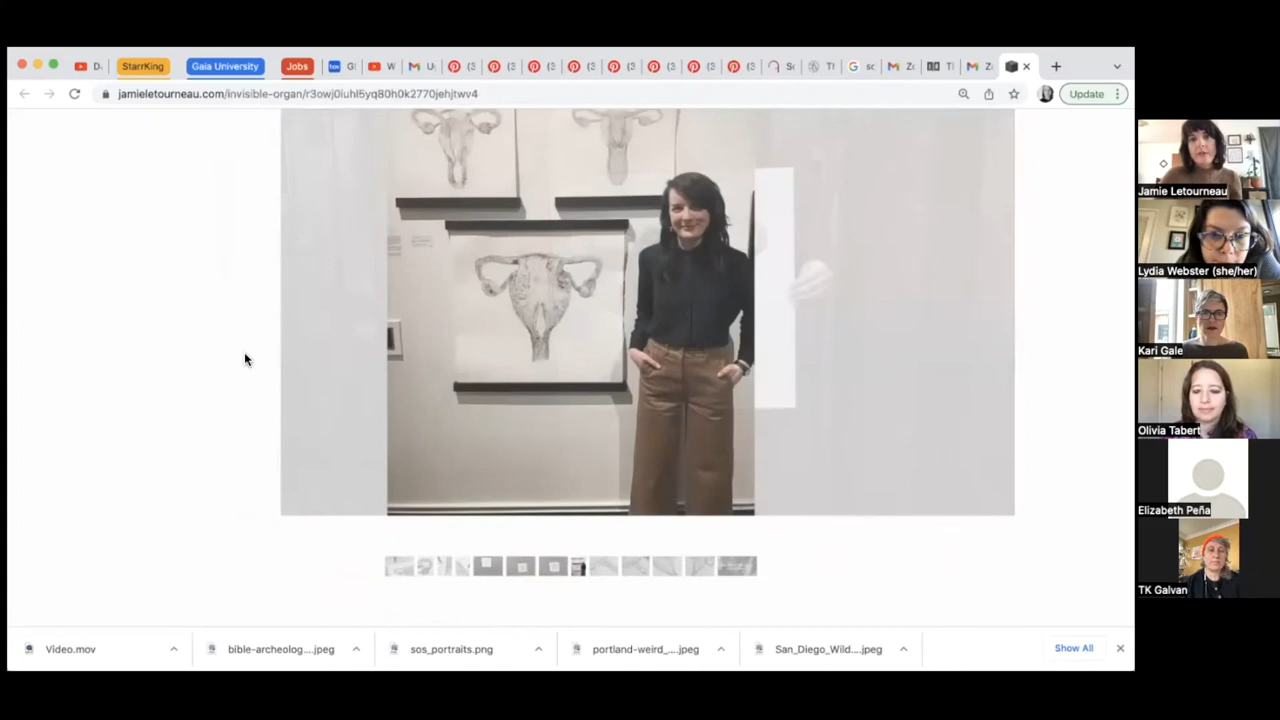 StarrKing
Gaia University
Jobs
jamieletourneau.com/invisible-organ/r3owj0iuhl5yq80h0k2770jehjtwv4
Update
Jamie Letourneau
Lydia Webster (she/her)
Kari Gale
Olivia Tabert
Elizabeth Peña
TK Galvan
Video.mov
bible-archeolog....jpeg
sos_portraits.png
portland-weird_....jpeg
San_Diego_Wild....jpeg
Show All